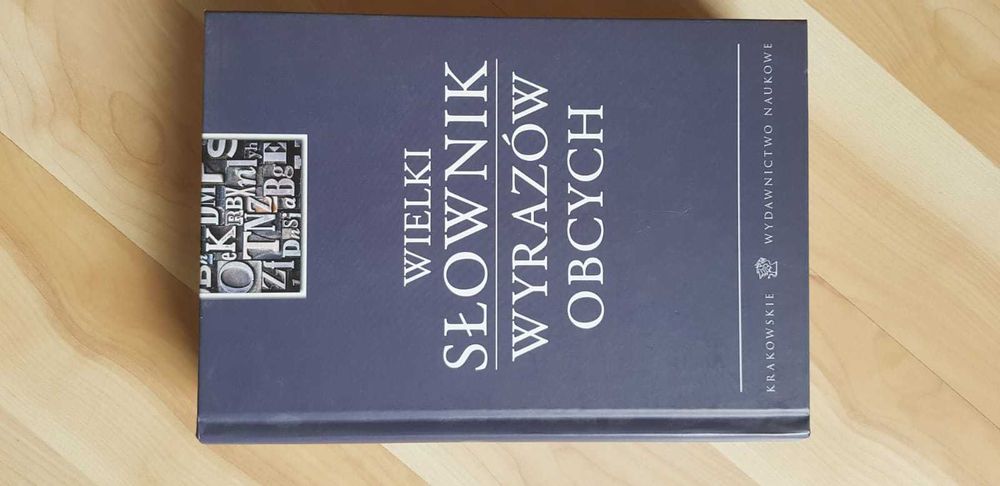 WIELKI
SŁOWNIK
WYRAZÓW
OBCYCH
KRAKOWSKIE WYDAWNICTWO NAUKOWE